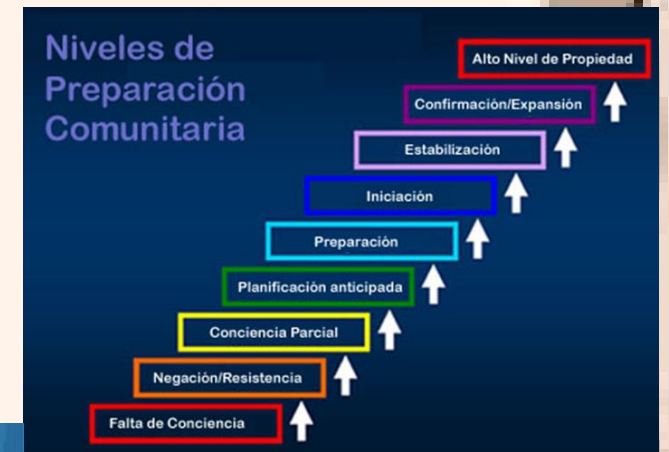 Niveles de
Preparación
Comunitaria
Alto Nivel de Propiedad
Confirmación/Expansión
Estabilización
Iniciación
Preparación
Planificación anticipada
Conciencia Parcial
Negación/Resistencia
Falta de Conciencia